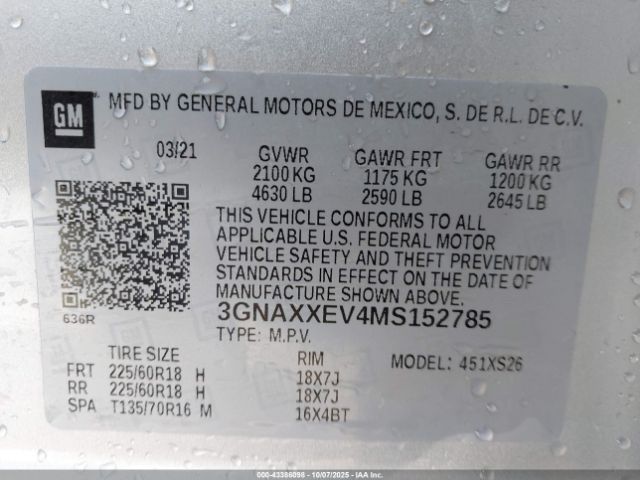 GM
MFD BY GENERAL MOTORS DE MEXICO, S. DE R.L. DE C.V.
03/21 GVWR GAWR FRT GAWR RR
2100 KG 1175 KG 1200 KG
4630 LB 2590 LB 2645 LB
THIS VEHICLE CONFORMS TO ALL
APPLICABLE U.S. FEDERAL MOTOR
VEHICLE SAFETY AND THEFT PREVENTION
STANDARDS IN EFFECT ON THE DATE OF
MANUFACTURE SHOWN ABOVE.
636R
3GNAXXEV4MS152785
TYPE: M.P.V.
TIRE SIZE RIM MODEL: 451XS26
FRT 225/60R18 H 18X7J
RR 225/60R18 H 18X7J
SPA T135/70R16 M 16X4BT
000-43386098 - 10/07/2025 - IAAI.COM